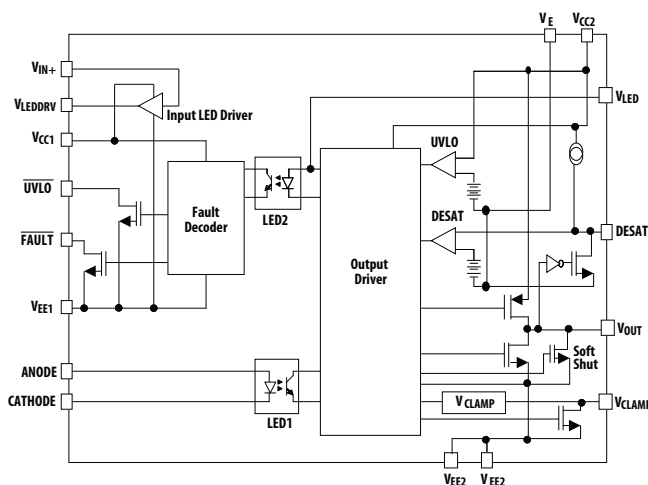 VE VCC2
VIN+
VLEDDRV
Input LED Driver
VLED
VCC1
UVLO
UVLO
LED2
Fault
Decoder
DESAT
DESAT
FAULT
Output
Driver
VEE1
VOUT
Soft
Shut
ANODE
CATHODE
LED1
VCLAMP
VCLAMP
VEE2 VEE2